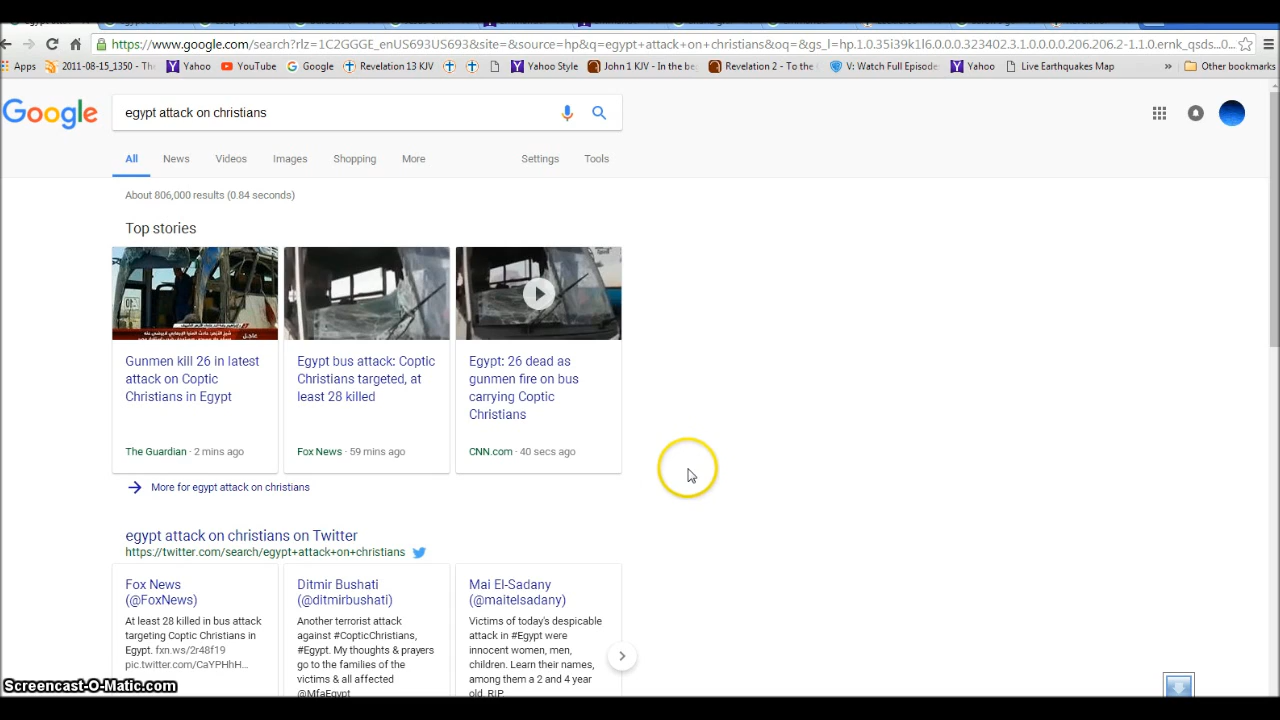 https://www.google.com/search?rlz=1C2GGGE_enUS693US693&site=&source=hp&q=egypt+attack+on+christians&oq=&gs_l=hp.1.0.35i39k1l6.0.0.0.323402.3.1.0.0.0.0.206.206.2-1.1.0.ernk_qsds...0...
Apps
2011-08-15_1350 - Th
Yahoo
YouTube
Google
Revelation 13 KJV
Yahoo Style
John 1 KJV - In the be
Revelation 2 - To the
V: Watch Full Episode
Yahoo
Live Earthquakes Map
»
Other bookmarks
Google
egypt attack on christians
All News Videos Images Shopping More Settings Tools
About 806,000 results (0.84 seconds)
Top stories
Gunmen kill 26 in latest
attack on Coptic
Christians in Egypt
The Guardian · 2 mins ago
Egypt bus attack: Coptic
Christians targeted, at
least 28 killed
Fox News · 59 mins ago
Egypt: 26 dead as
gunmen fire on bus
carrying Coptic
Christians
CNN.com · 40 secs ago
More for egypt attack on christians
egypt attack on christians on Twitter
https://twitter.com/search/egypt+attack+on+christians
Fox News
(@FoxNews)
At least 28 killed in bus attack
targeting Coptic Christians in
Egypt. fxn.ws/2r48f19
pic.twitter.com/CaYPHhH...
Ditmir Bushati
(@ditmirbushati)
Another terrorist attack
against #CopticChristians,
#Egypt. My thoughts & prayers
go to the families of the
victims & all affected
@MfaEgypt
Mai El-Sadany
(@maitelsadany)
Victims of today's despicable
attack in #Egypt were
innocent women, men,
children. Learn their names,
among them a 2 and 4 year
old. RIP.
Screencast-O-Matic.com